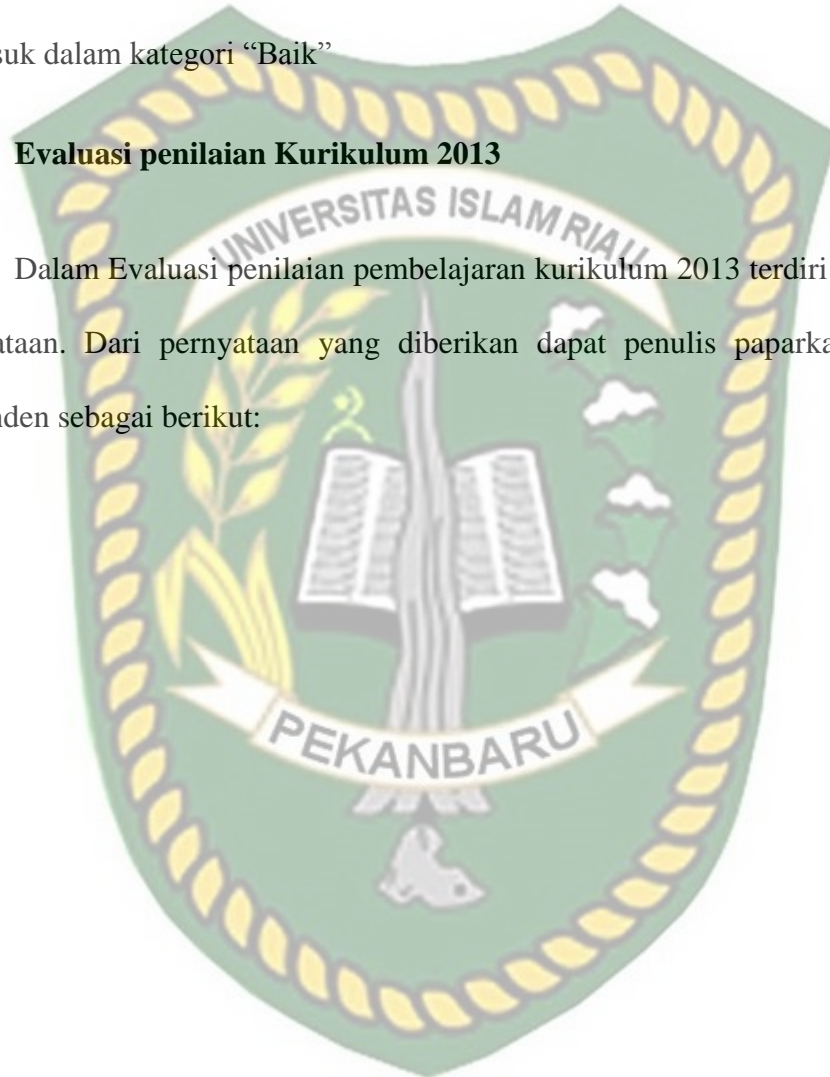 suk dalam kategori “Baik”
Evaluasi penilaian Kurikulum 2013
UNIVERSITAS ISLAM RIAU
Dalam Evaluasi penilaian pembelajaran kurikulum 2013 terdiri
ataan. Dari pernyataan yang diberikan dapat penulis paparka
nden sebagai berikut:
PEKANBARU